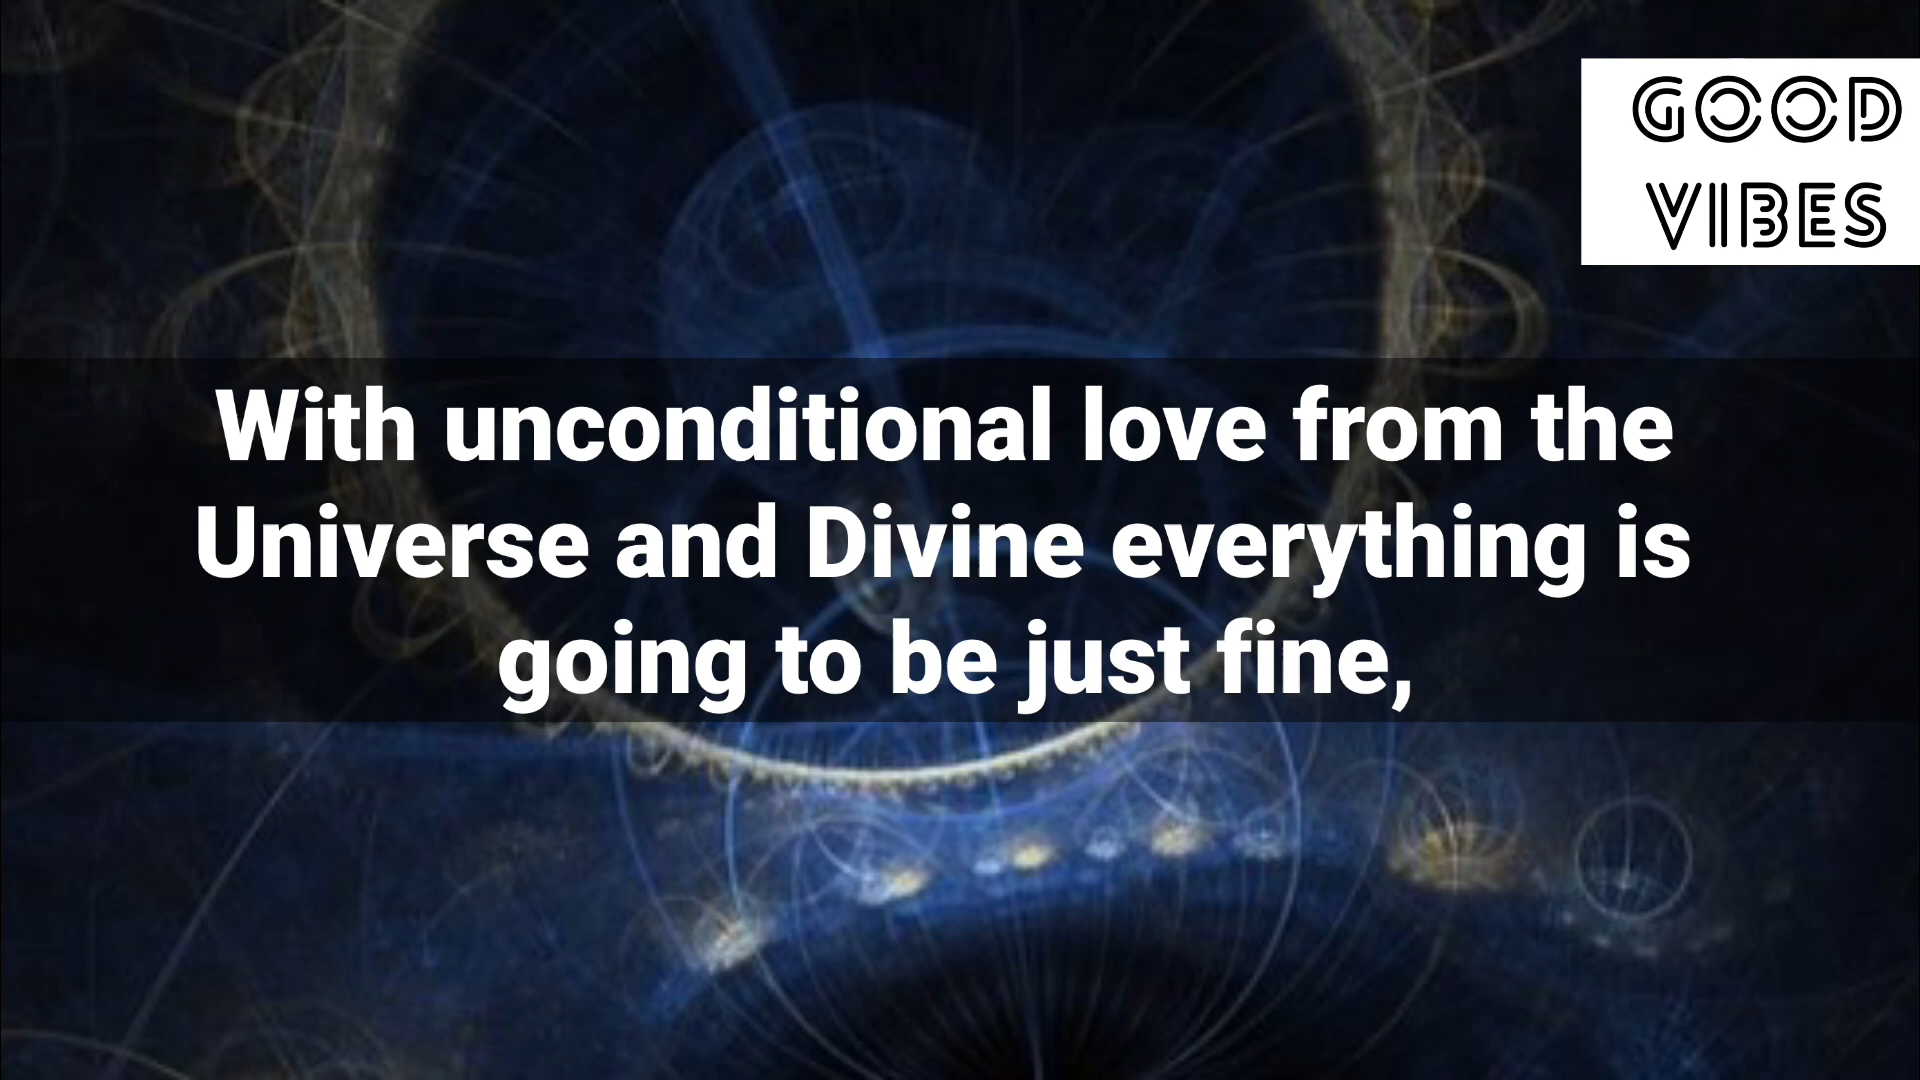 GOOD
VIBES
With unconditional love from the
Universe and Divine everything is
going to be just fine,